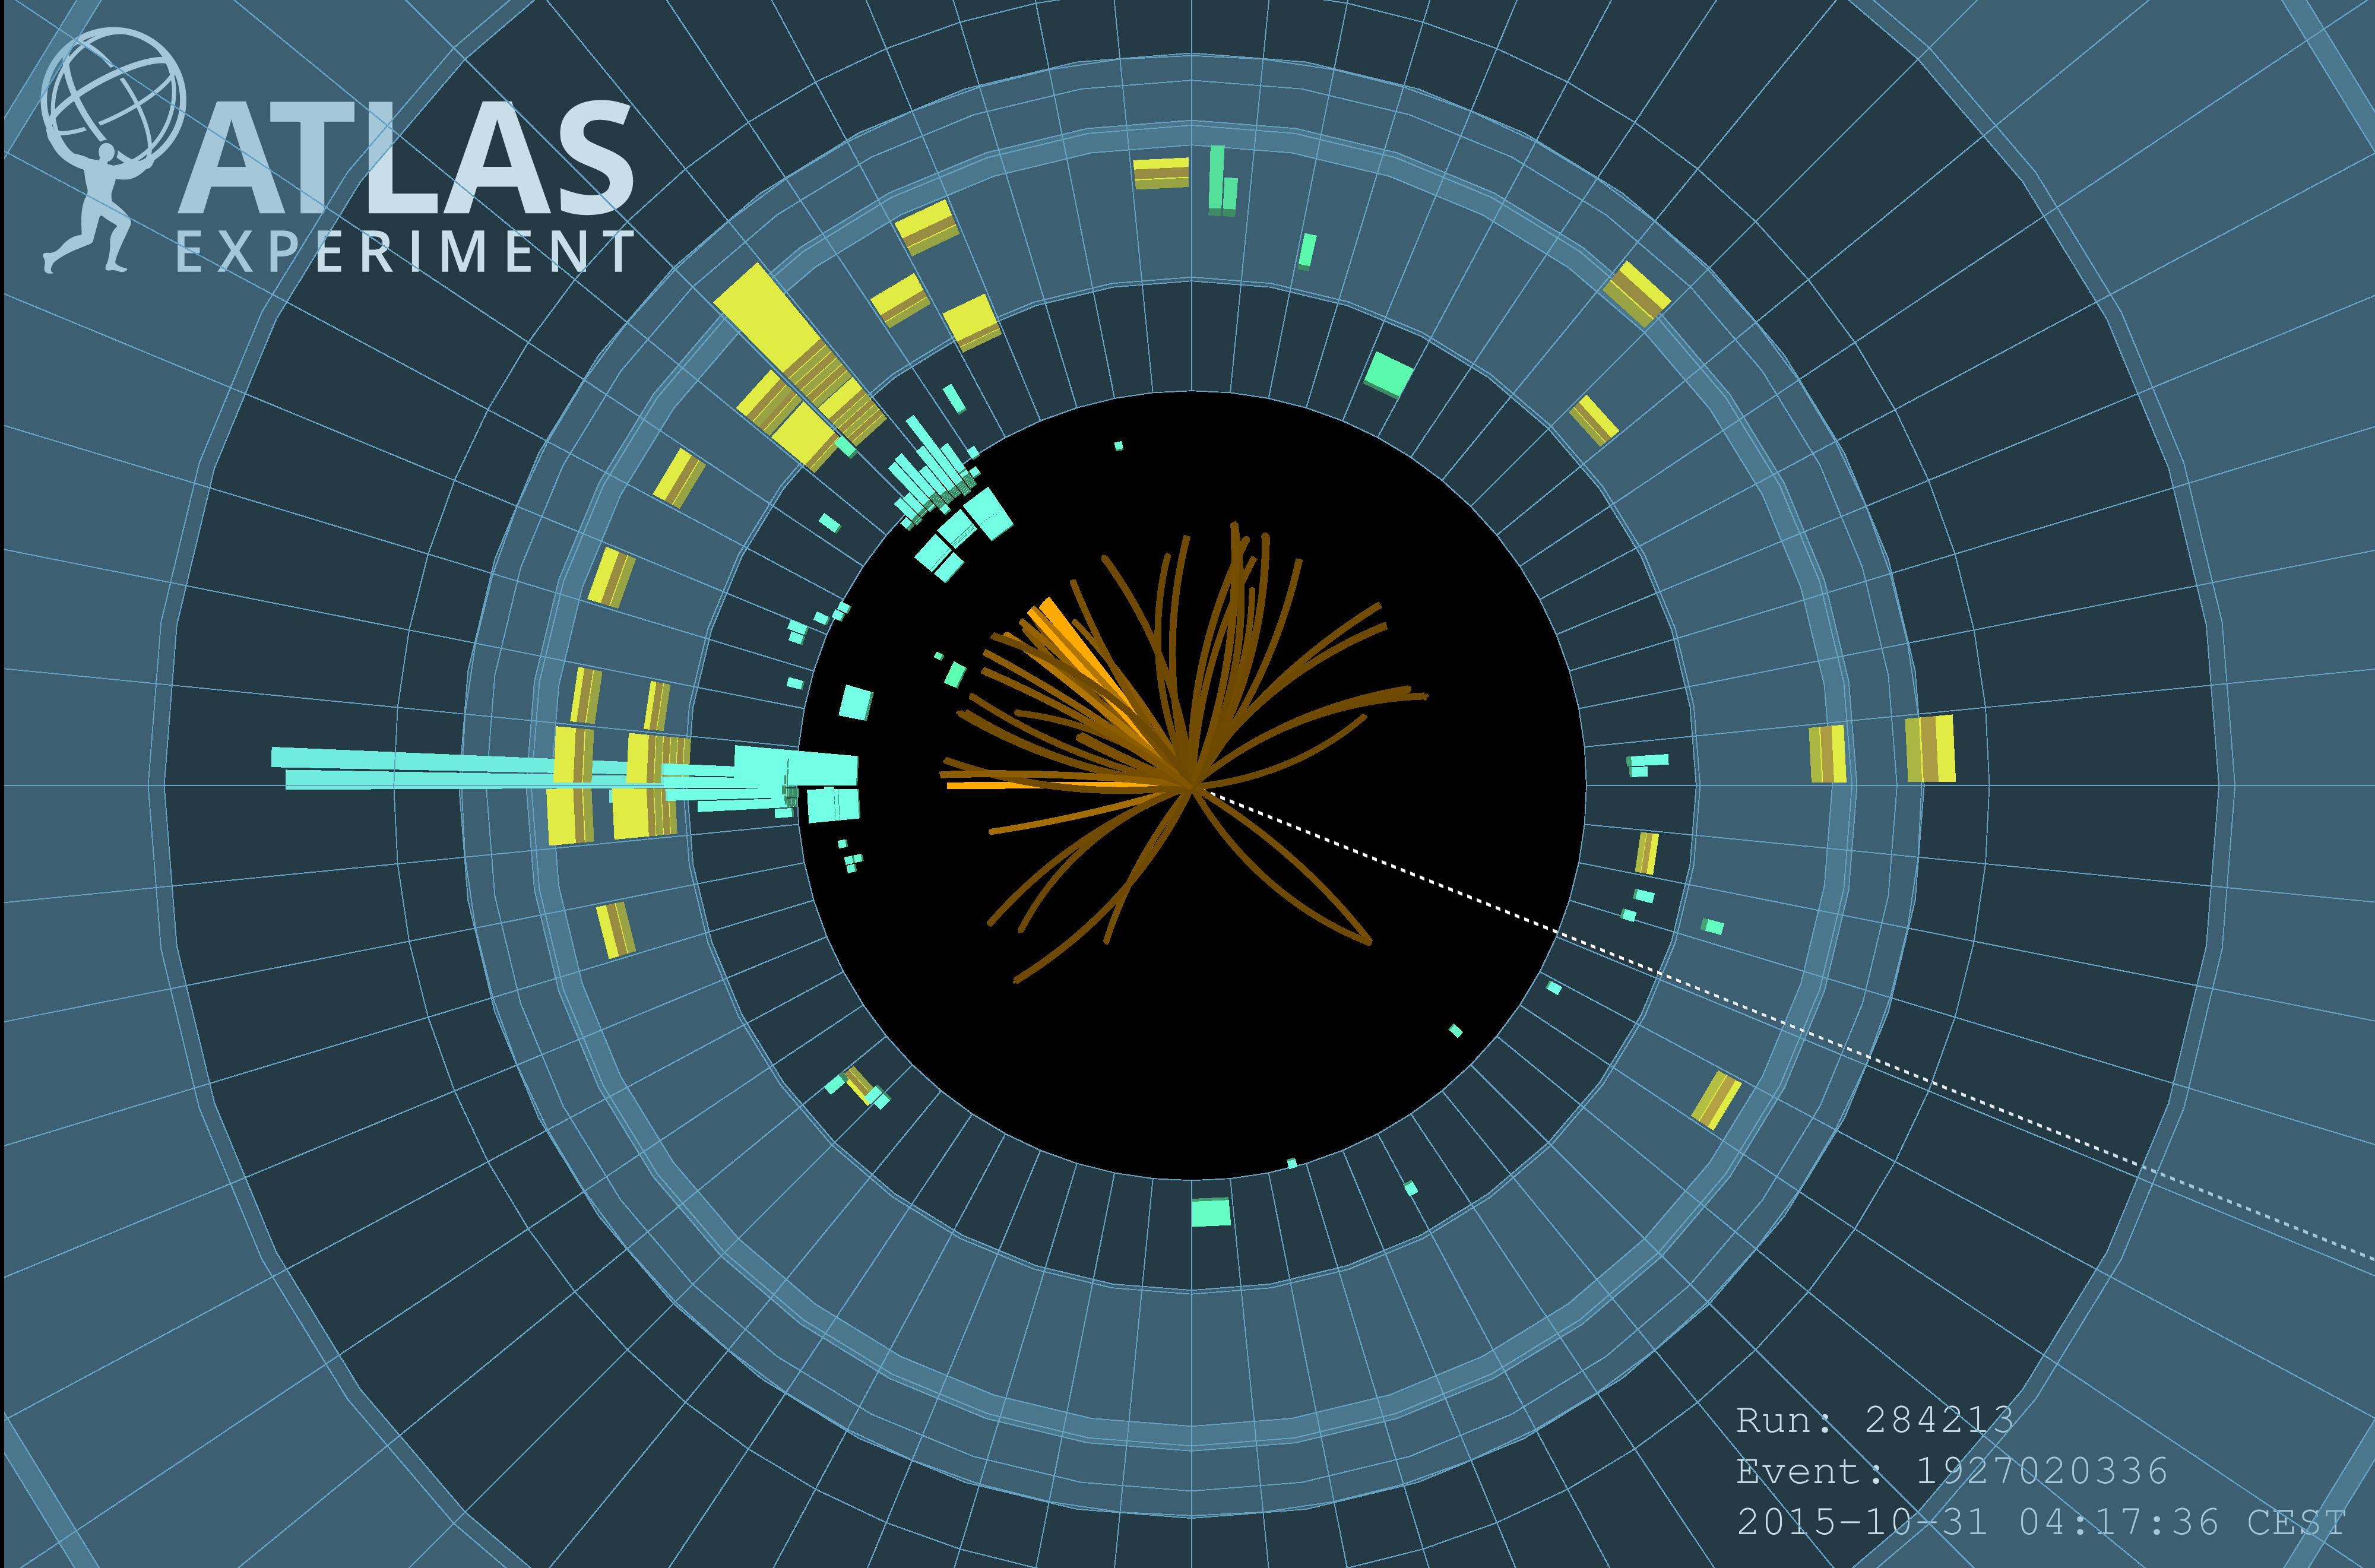 ATLAS
EXPERIMENT
Run: 284213
Event: 1927020336
2015-10-31 04:17:36 CEST